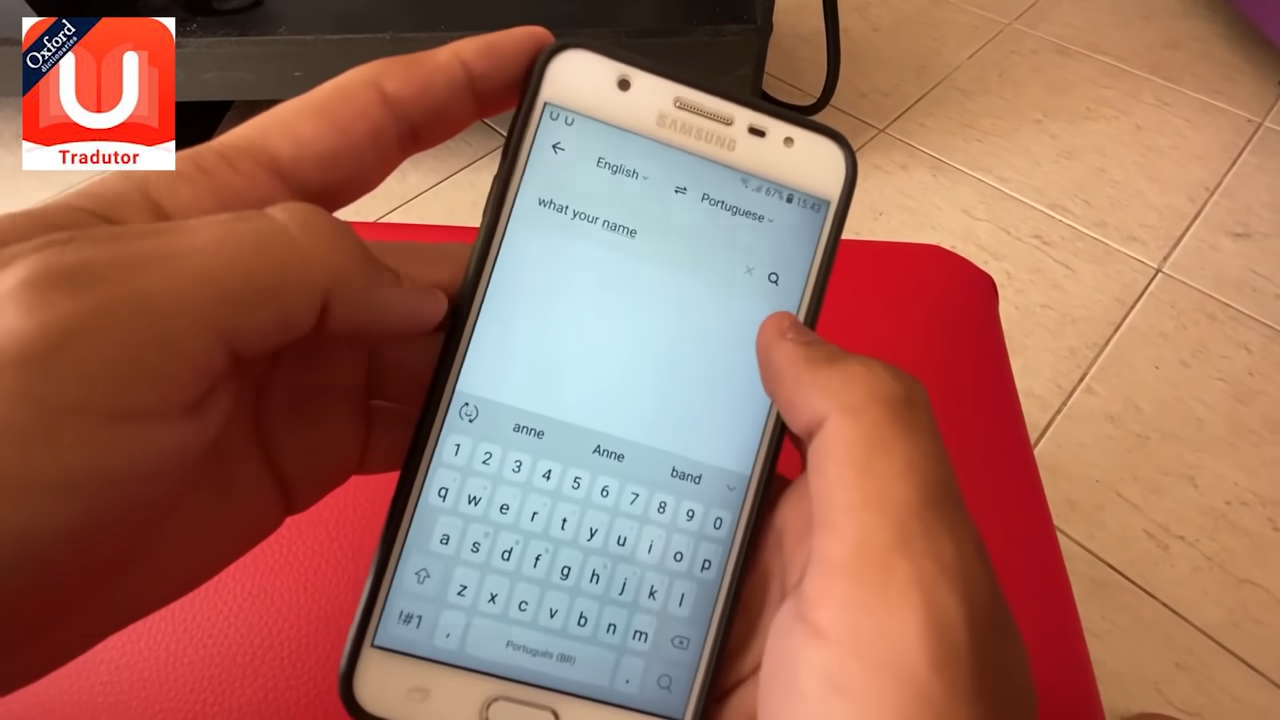 Oxford
dictionaries
U
Tradutor
SAMSUNG
67% 15:43
English Portuguese
what your name
anne Anne band
1 2 3 4 5 6 7 8 9 0
q w e r t y u i o p
a s d f g h j k l
z x c v b n m
!#1 , Português (BR) .